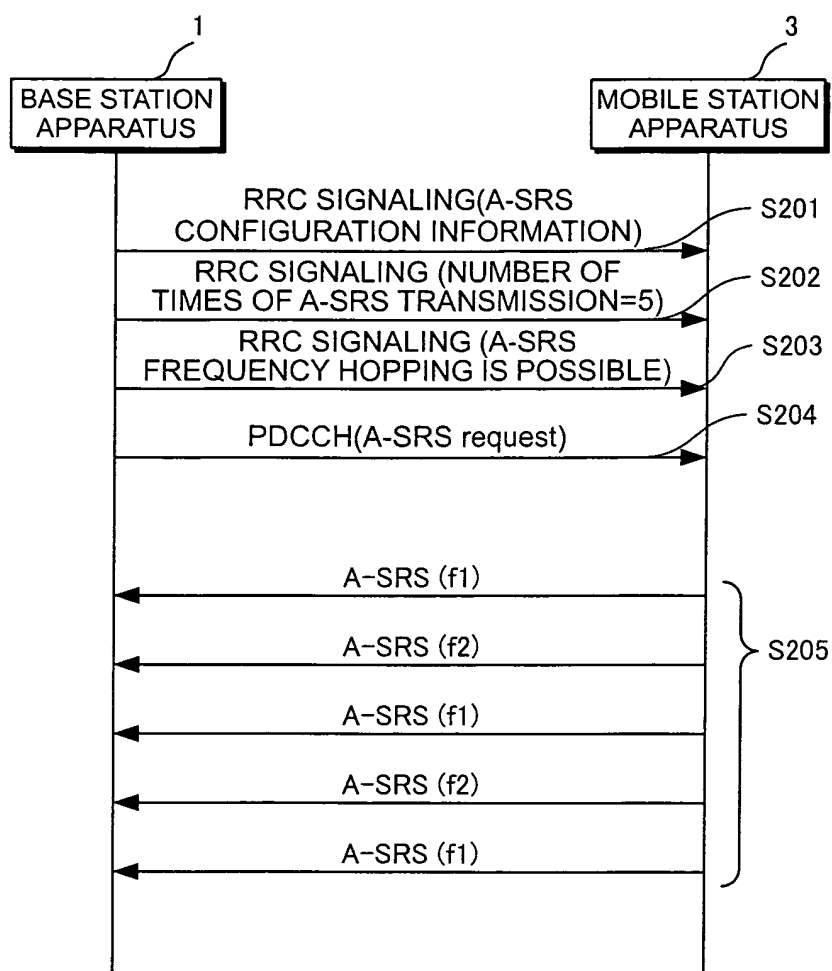 1
3
BASE STATION
APPARATUS
MOBILE STATION
APPARATUS
RRC SIGNALING(A-SRS
CONFIGURATION INFORMATION)
S201
RRC SIGNALING (NUMBER OF
TIMES OF A-SRS TRANSMISSION=5)
S202
RRC SIGNALING (A-SRS
FREQUENCY HOPPING IS POSSIBLE)
S203
PDCCH(A-SRS request)
S204
A-SRS (f1)
A-SRS (f2)
S205
A-SRS (f1)
A-SRS (f2)
A-SRS (f1)